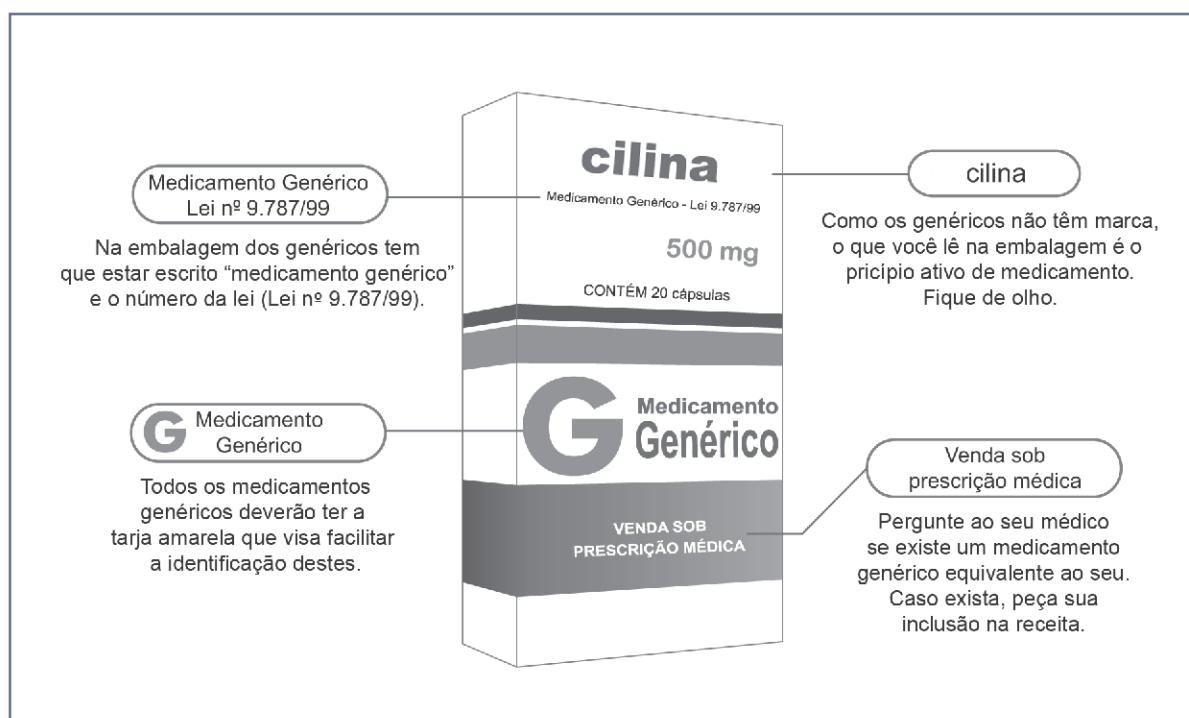 cilina
Medicamento Genérico - Lei 9.787/99
500 mg
CONTÉM 20 cápsulas
G Medicamento
Genérico
VENDA SOB
PRESCRIÇÃO MÉDICA
Medicamento Genérico
Lei nº 9.787/99
Na embalagem dos genéricos tem
que estar escrito “medicamento genérico”
e o número da lei (Lei nº 9.787/99).
G Medicamento
Genérico
Todos os medicamentos
genéricos deverão ter a
tarja amarela que visa facilitar
a identificação destes.
cilina
Como os genéricos não têm marca,
o que você lê na embalagem é o
pricípio ativo de medicamento.
Fique de olho.
Venda sob
prescrição médica
Pergunte ao seu médico
se existe um medicamento
genérico equivalente ao seu.
Caso exista, peça sua
inclusão na receita.